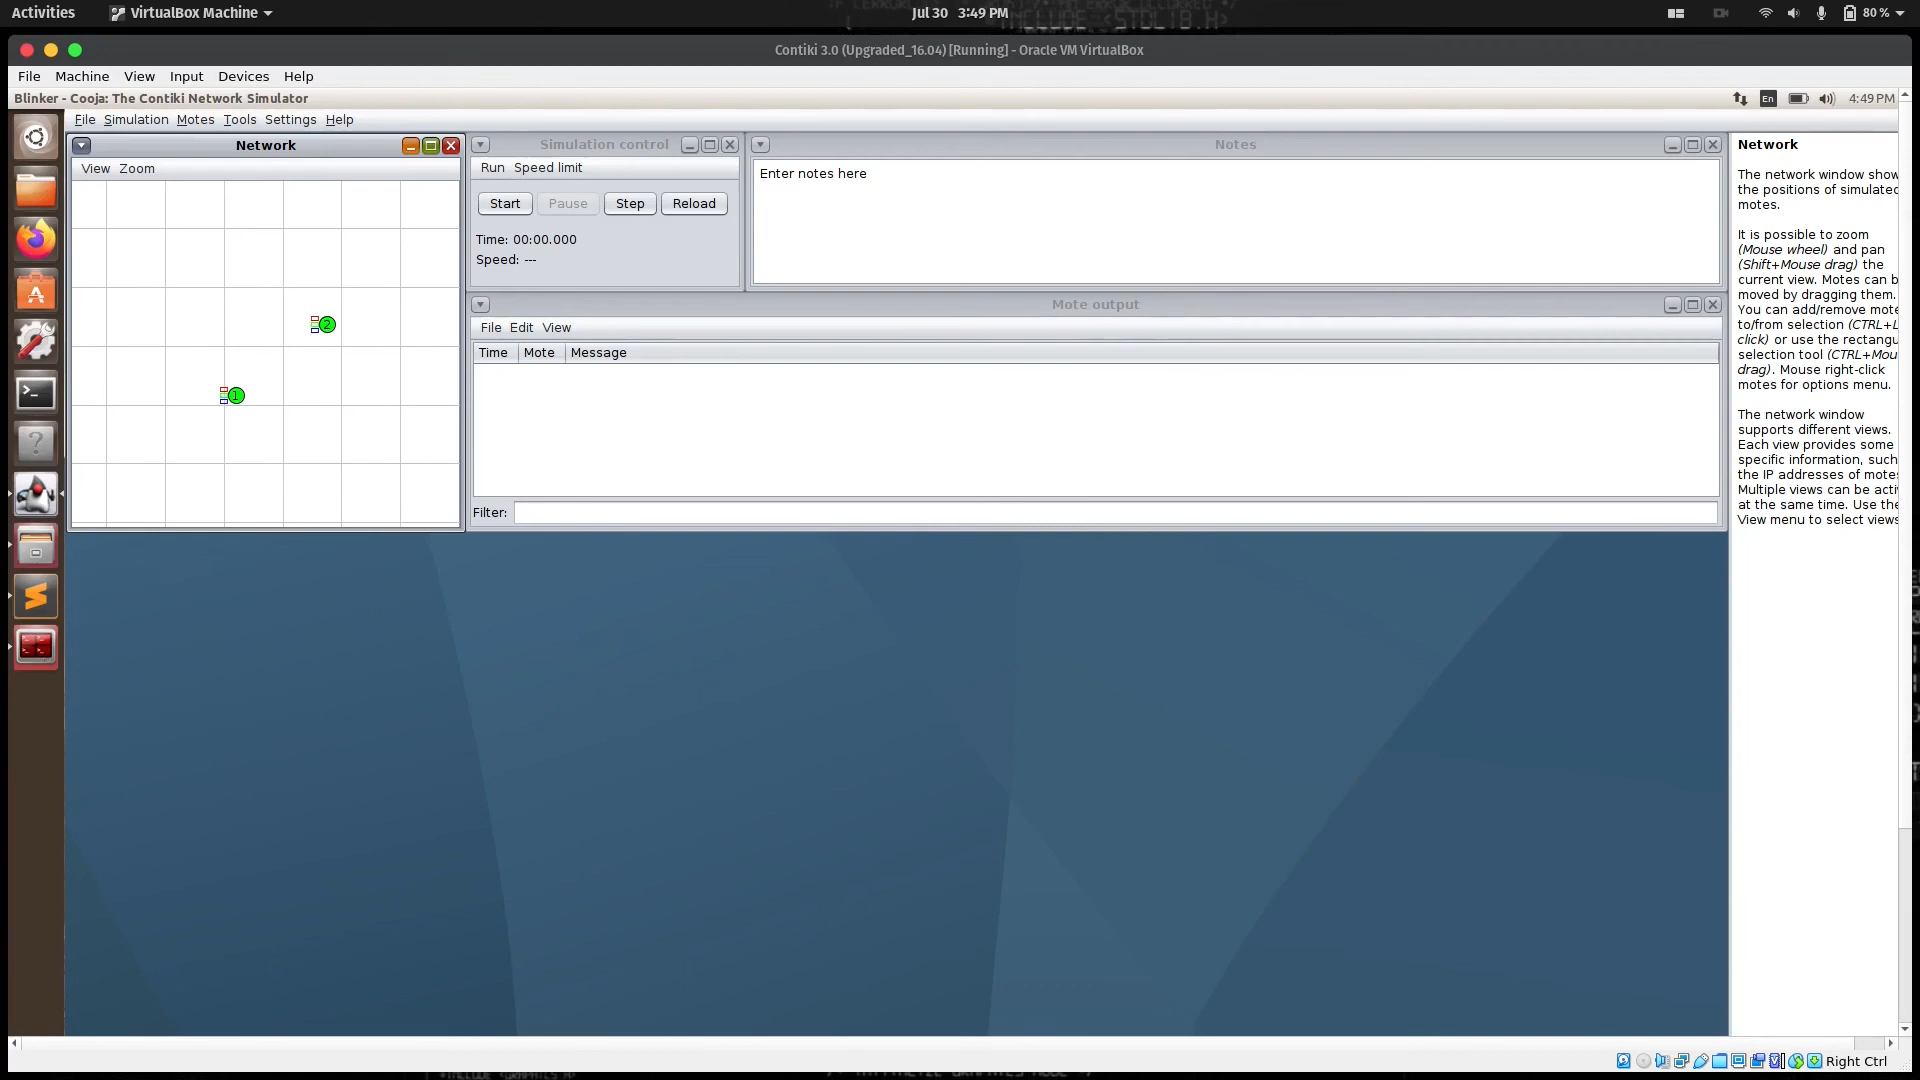 Activities
VirtualBox Machine
Jul 30 3:49 PM
80 %
Contiki 3.0 (Upgraded_16.04) [Running] - Oracle VM VirtualBox
File Machine View Input Devices Help
Blinker - Cooja: The Contiki Network Simulator
En
4:49 PM
File Simulation Motes Tools Settings Help
Network
View Zoom
2
1
Simulation control
Run Speed limit
Start Pause Step Reload
Time: 00:00.000
Speed: ---
Notes
Enter notes here
Mote output
File Edit View
Time Mote Message
Filter:
Network
The network window show
the positions of simulated
motes.
It is possible to zoom
(Mouse wheel) and pan
(Shift+Mouse drag) the
current view. Motes can b
moved by dragging them.
You can add/remove mote
to/from selection (CTRL+L
click) or use the rectangu
selection tool (CTRL+Mou
drag). Mouse right-click
motes for options menu.
The network window
supports different views.
Each view provides some
specific information, such
the IP addresses of motes
Multiple views can be acti
at the same time. Use the
View menu to select views
Right Ctrl